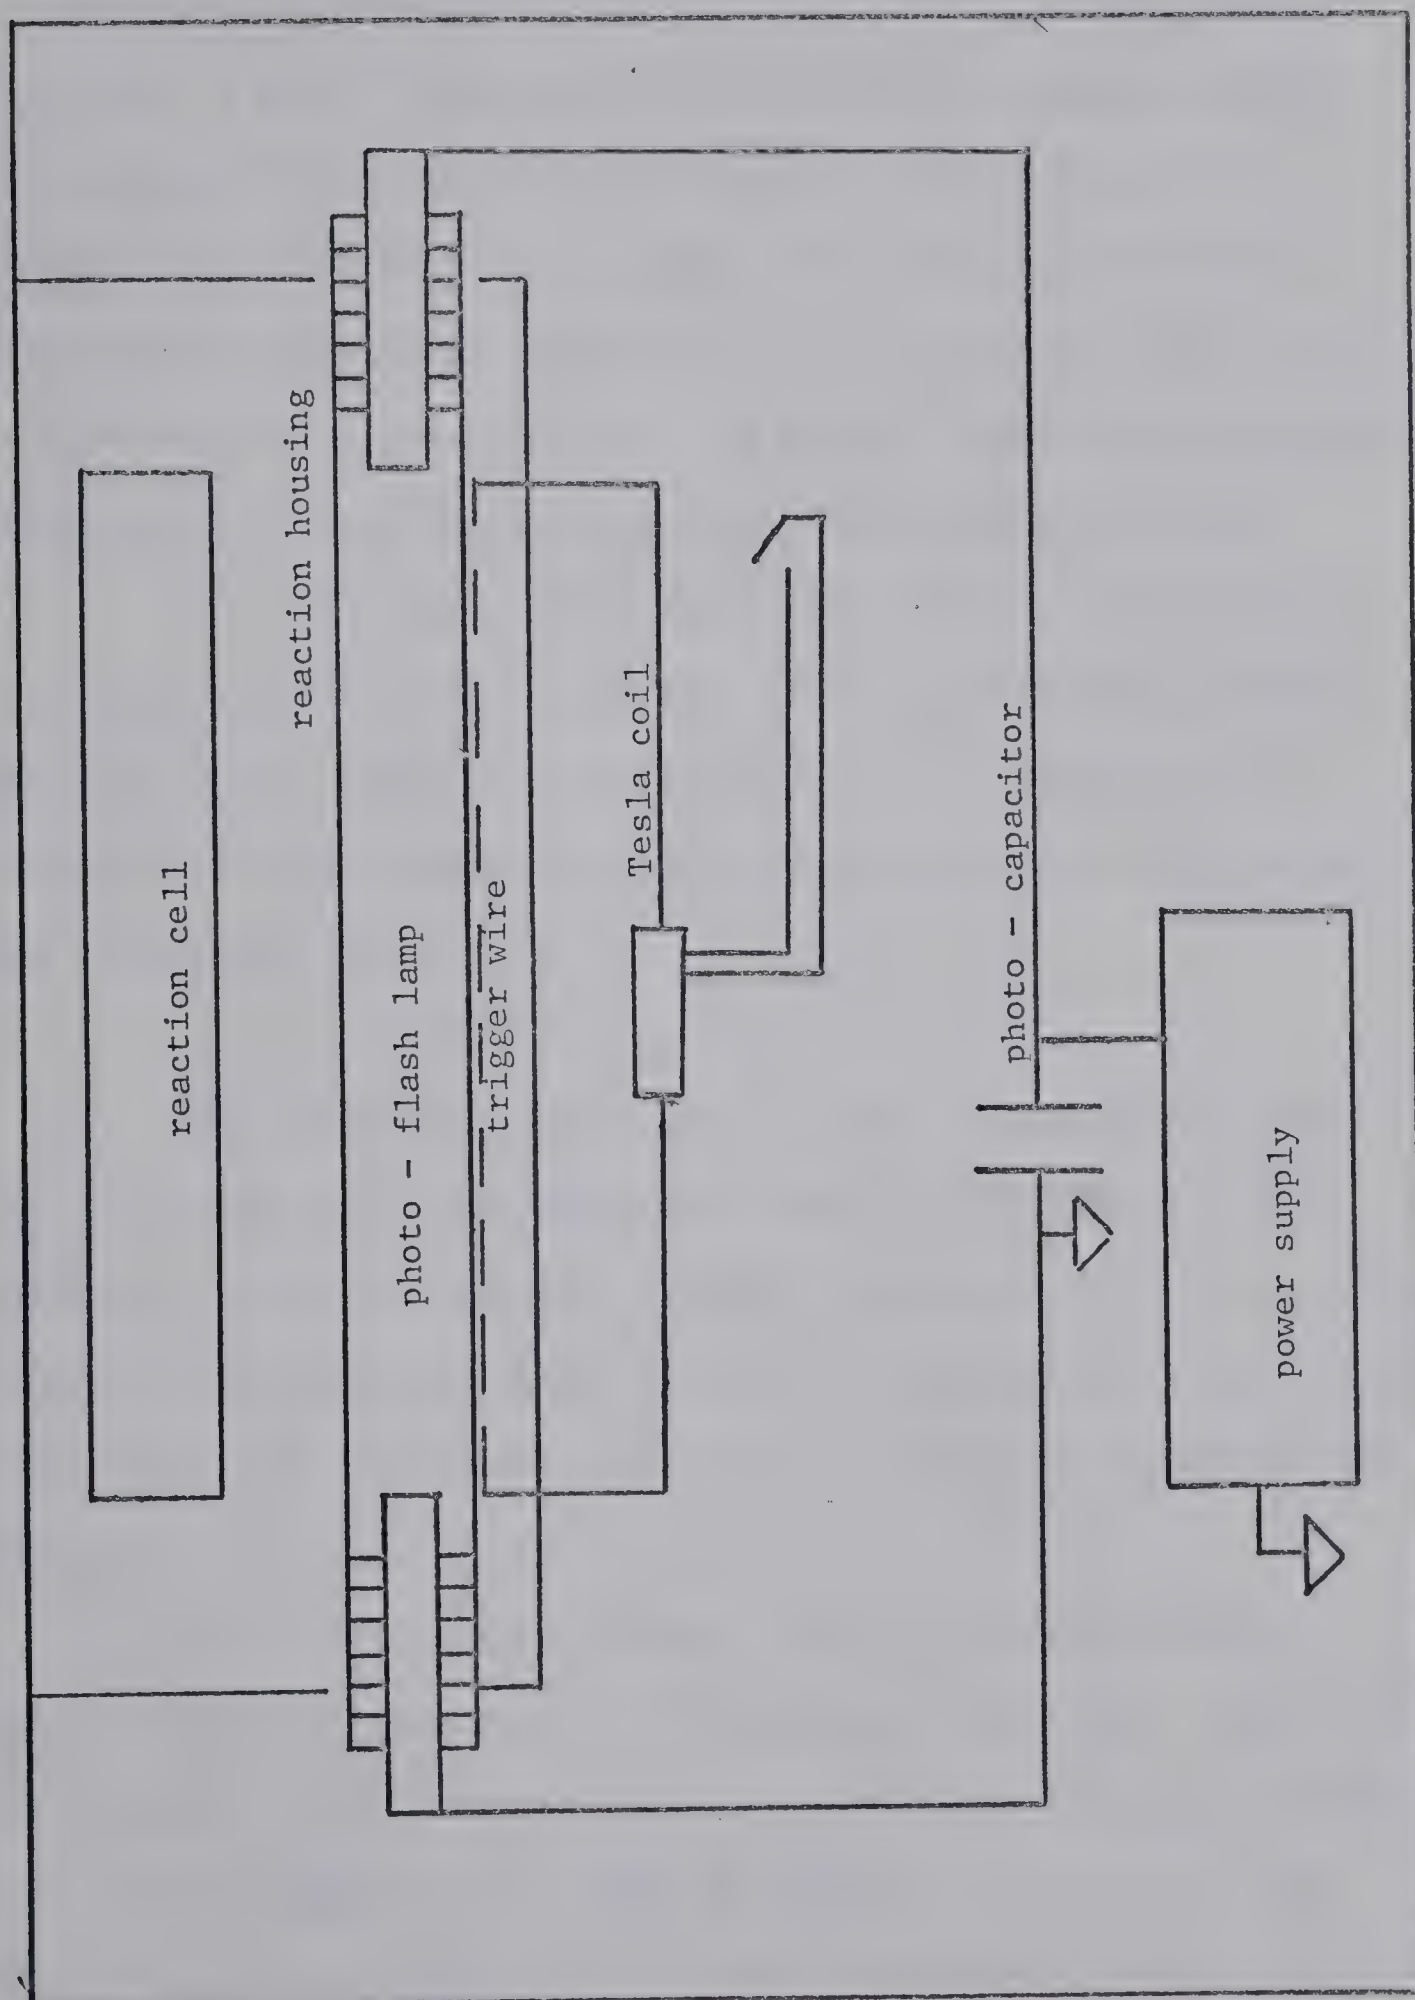 reaction cell
reaction housing
photo - flash lamp
trigger wire
Tesla coil
photo - capacitor
power supply